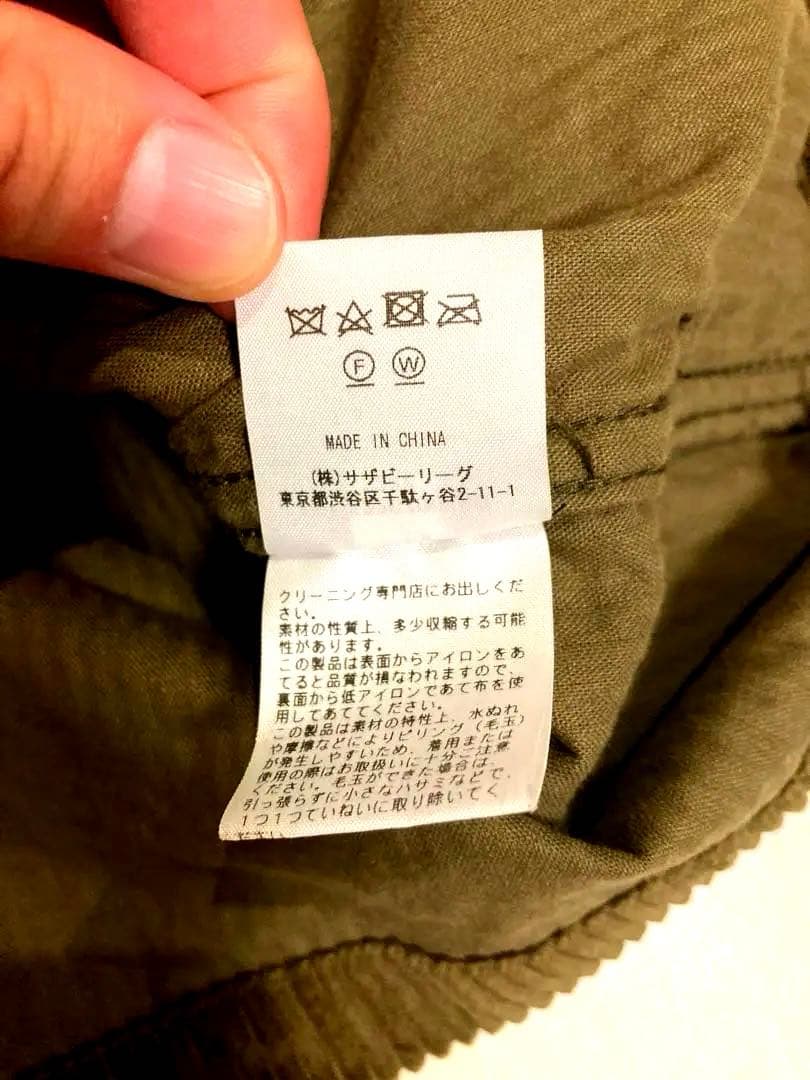 F W
MADE IN CHINA
(株)サザビーリーグ
東京都渋谷区千駄ヶ谷2-11-1
クリーニング専門店にお出しくだ
さい。
素材の性質上、多少収縮する可能
性があります。
この製品は表面からアイロンをあ
てると品質が損なわれますので、
裏面から低アイロンであて布を使
用してあててください。
この製品は素材の特性上、水ぬれ
や摩擦などによりピリング(毛玉)
が発生しやすいため、着用または
使用の際はお取扱いに十分ご注意
ください。毛玉ができた場合は、
引っ張らずに小さなハサミなどで、
1つ1つていねいに取り除いてく
ださい。